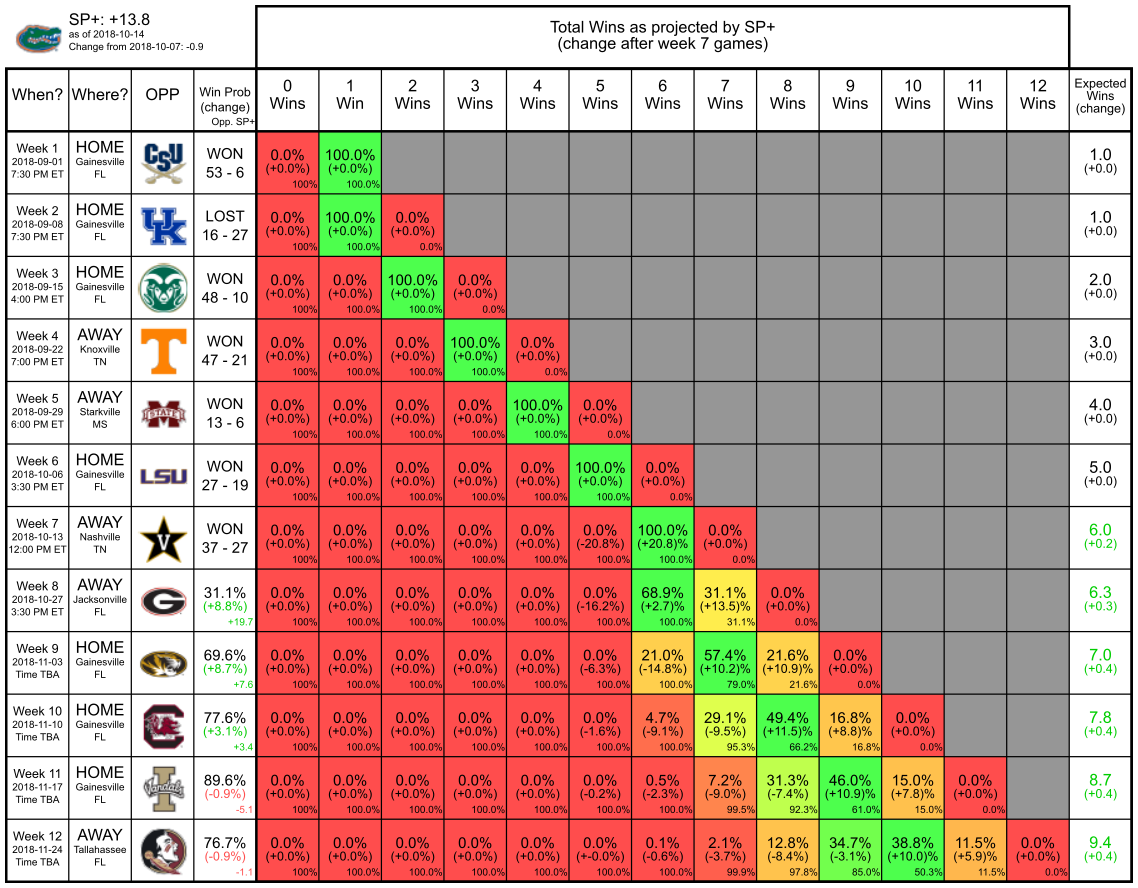 SP+: +13.8
as of 2018-10-14
Change from 2018-10-07: -0.9
Total Wins as projected by SP+
(change after week 7 games)
When? Where? OPP Win Prob (change) Opp. SP+ 0 Wins 1 Win 2 Wins 3 Wins 4 Wins 5 Wins 6 Wins 7 Wins 8 Wins 9 Wins 10 Wins 11 Wins 12 Wins Expected Wins (change)
Week 1 HOME CSU WON 0.0% 100.0% 1.0
2018-09-01 Gainesville (+0.0%) (+0.0%) (+0.0)
7:30 PM ET FL 53 - 6 100% 100.0%
Week 2 HOME UK LOST 0.0% 100.0% 0.0% 1.0
2018-09-08 Gainesville (+0.0%) (+0.0%) (+0.0%) (+0.0)
7:30 PM ET FL 16 - 27 100% 100.0% 0.0%
Week 3 HOME WON 0.0% 0.0% 100.0% 0.0% 2.0
2018-09-15 Gainesville (+0.0%) (+0.0%) (+0.0%) (+0.0%) (+0.0)
4:00 PM ET FL 48 - 10 100% 100.0% 100.0% 0.0%
Week 4 AWAY T WON 0.0% 0.0% 0.0% 100.0% 0.0% 3.0
2018-09-22 Knoxville (+0.0%) (+0.0%) (+0.0%) (+0.0%) (+0.0%) (+0.0)
7:00 PM ET TN 47 - 21 100% 100.0% 100.0% 100.0% 0.0%
Week 5 AWAY M STATE WON 0.0% 0.0% 0.0% 0.0% 100.0% 0.0% 4.0
2018-09-29 Starkville (+0.0%) (+0.0%) (+0.0%) (+0.0%) (+0.0%) (+0.0%) (+0.0)
6:00 PM ET MS 13 - 6 100% 100.0% 100.0% 100.0% 100.0% 0.0%
Week 6 HOME LSU WON 0.0% 0.0% 0.0% 0.0% 0.0% 100.0% 0.0% 5.0
2018-10-06 Gainesville (+0.0%) (+0.0%) (+0.0%) (+0.0%) (+0.0%) (+0.0%) (+0.0%) (+0.0)
3:30 PM ET FL 27 - 19 100% 100.0% 100.0% 100.0% 100.0% 100.0% 0.0%
Week 7 AWAY V WON 0.0% 0.0% 0.0% 0.0% 0.0% 0.0% 100.0% 0.0% 6.0
2018-10-13 Nashville (+0.0%) (+0.0%) (+0.0%) (+0.0%) (+0.0%) (-20.8%) (+20.8)% (+0.0%) (+0.2)
12:00 PM ET TN 37 - 27 100% 100.0% 100.0% 100.0% 100.0% 100.0% 100.0% 0.0%
Week 8 AWAY G 31.1% 0.0% 0.0% 0.0% 0.0% 0.0% 0.0% 68.9% 31.1% 0.0% 6.3
2018-10-27 Jacksonville (+8.8%) (+0.0%) (+0.0%) (+0.0%) (+0.0%) (+0.0%) (-16.2%) (+2.7)% (+13.5)% (+0.0%) (+0.3)
3:30 PM ET FL +19.7 100% 100.0% 100.0% 100.0% 100.0% 100.0% 100.0% 31.1% 0.0%
Week 9 HOME 69.6% 0.0% 0.0% 0.0% 0.0% 0.0% 0.0% 21.0% 57.4% 21.6% 0.0% 7.0
2018-11-03 Gainesville (+8.7%) (+0.0%) (+0.0%) (+0.0%) (+0.0%) (+0.0%) (-6.3%) (-14.8%) (+10.2)% (+10.9)% (+0.0%) (+0.4)
Time TBA FL +7.6 100% 100.0% 100.0% 100.0% 100.0% 100.0% 100.0% 79.0% 21.6% 0.0%
Week 10 HOME C 77.6% 0.0% 0.0% 0.0% 0.0% 0.0% 0.0% 4.7% 29.1% 49.4% 16.8% 0.0% 7.8
2018-11-10 Gainesville (+3.1%) (+0.0%) (+0.0%) (+0.0%) (+0.0%) (+0.0%) (-1.6%) (-9.1%) (-9.5%) (+11.5)% (+8.8)% (+0.0%) (+0.4)
Time TBA FL +3.4 100% 100.0% 100.0% 100.0% 100.0% 100.0% 100.0% 95.3% 66.2% 16.8% 0.0%
Week 11 HOME I Vandals 89.6% 0.0% 0.0% 0.0% 0.0% 0.0% 0.0% 0.5% 7.2% 31.3% 46.0% 15.0% 0.0% 8.7
2018-11-17 Gainesville (-0.9%) (+0.0%) (+0.0%) (+0.0%) (+0.0%) (+0.0%) (-0.2%) (-2.3%) (-9.0%) (-7.4%) (+10.9)% (+7.8)% (+0.0%) (+0.4)
Time TBA FL -5.1 100% 100.0% 100.0% 100.0% 100.0% 100.0% 100.0% 99.5% 92.3% 61.0% 15.0% 0.0%
Week 12 AWAY 76.7% 0.0% 0.0% 0.0% 0.0% 0.0% 0.0% 0.1% 2.1% 12.8% 34.7% 38.8% 11.5% 0.0% 9.4
2018-11-24 Tallahassee (-0.9%) (+0.0%) (+0.0%) (+0.0%) (+0.0%) (+0.0%) (+-0.0%) (-0.6%) (-3.7%) (-8.4%) (-3.1%) (+10.0)% (+5.9)% (+0.0%) (+0.4)
Time TBA FL -1.1 100% 100.0% 100.0% 100.0% 100.0% 100.0% 100.0% 99.9% 97.8% 85.0% 50.3% 11.5% 0.0%